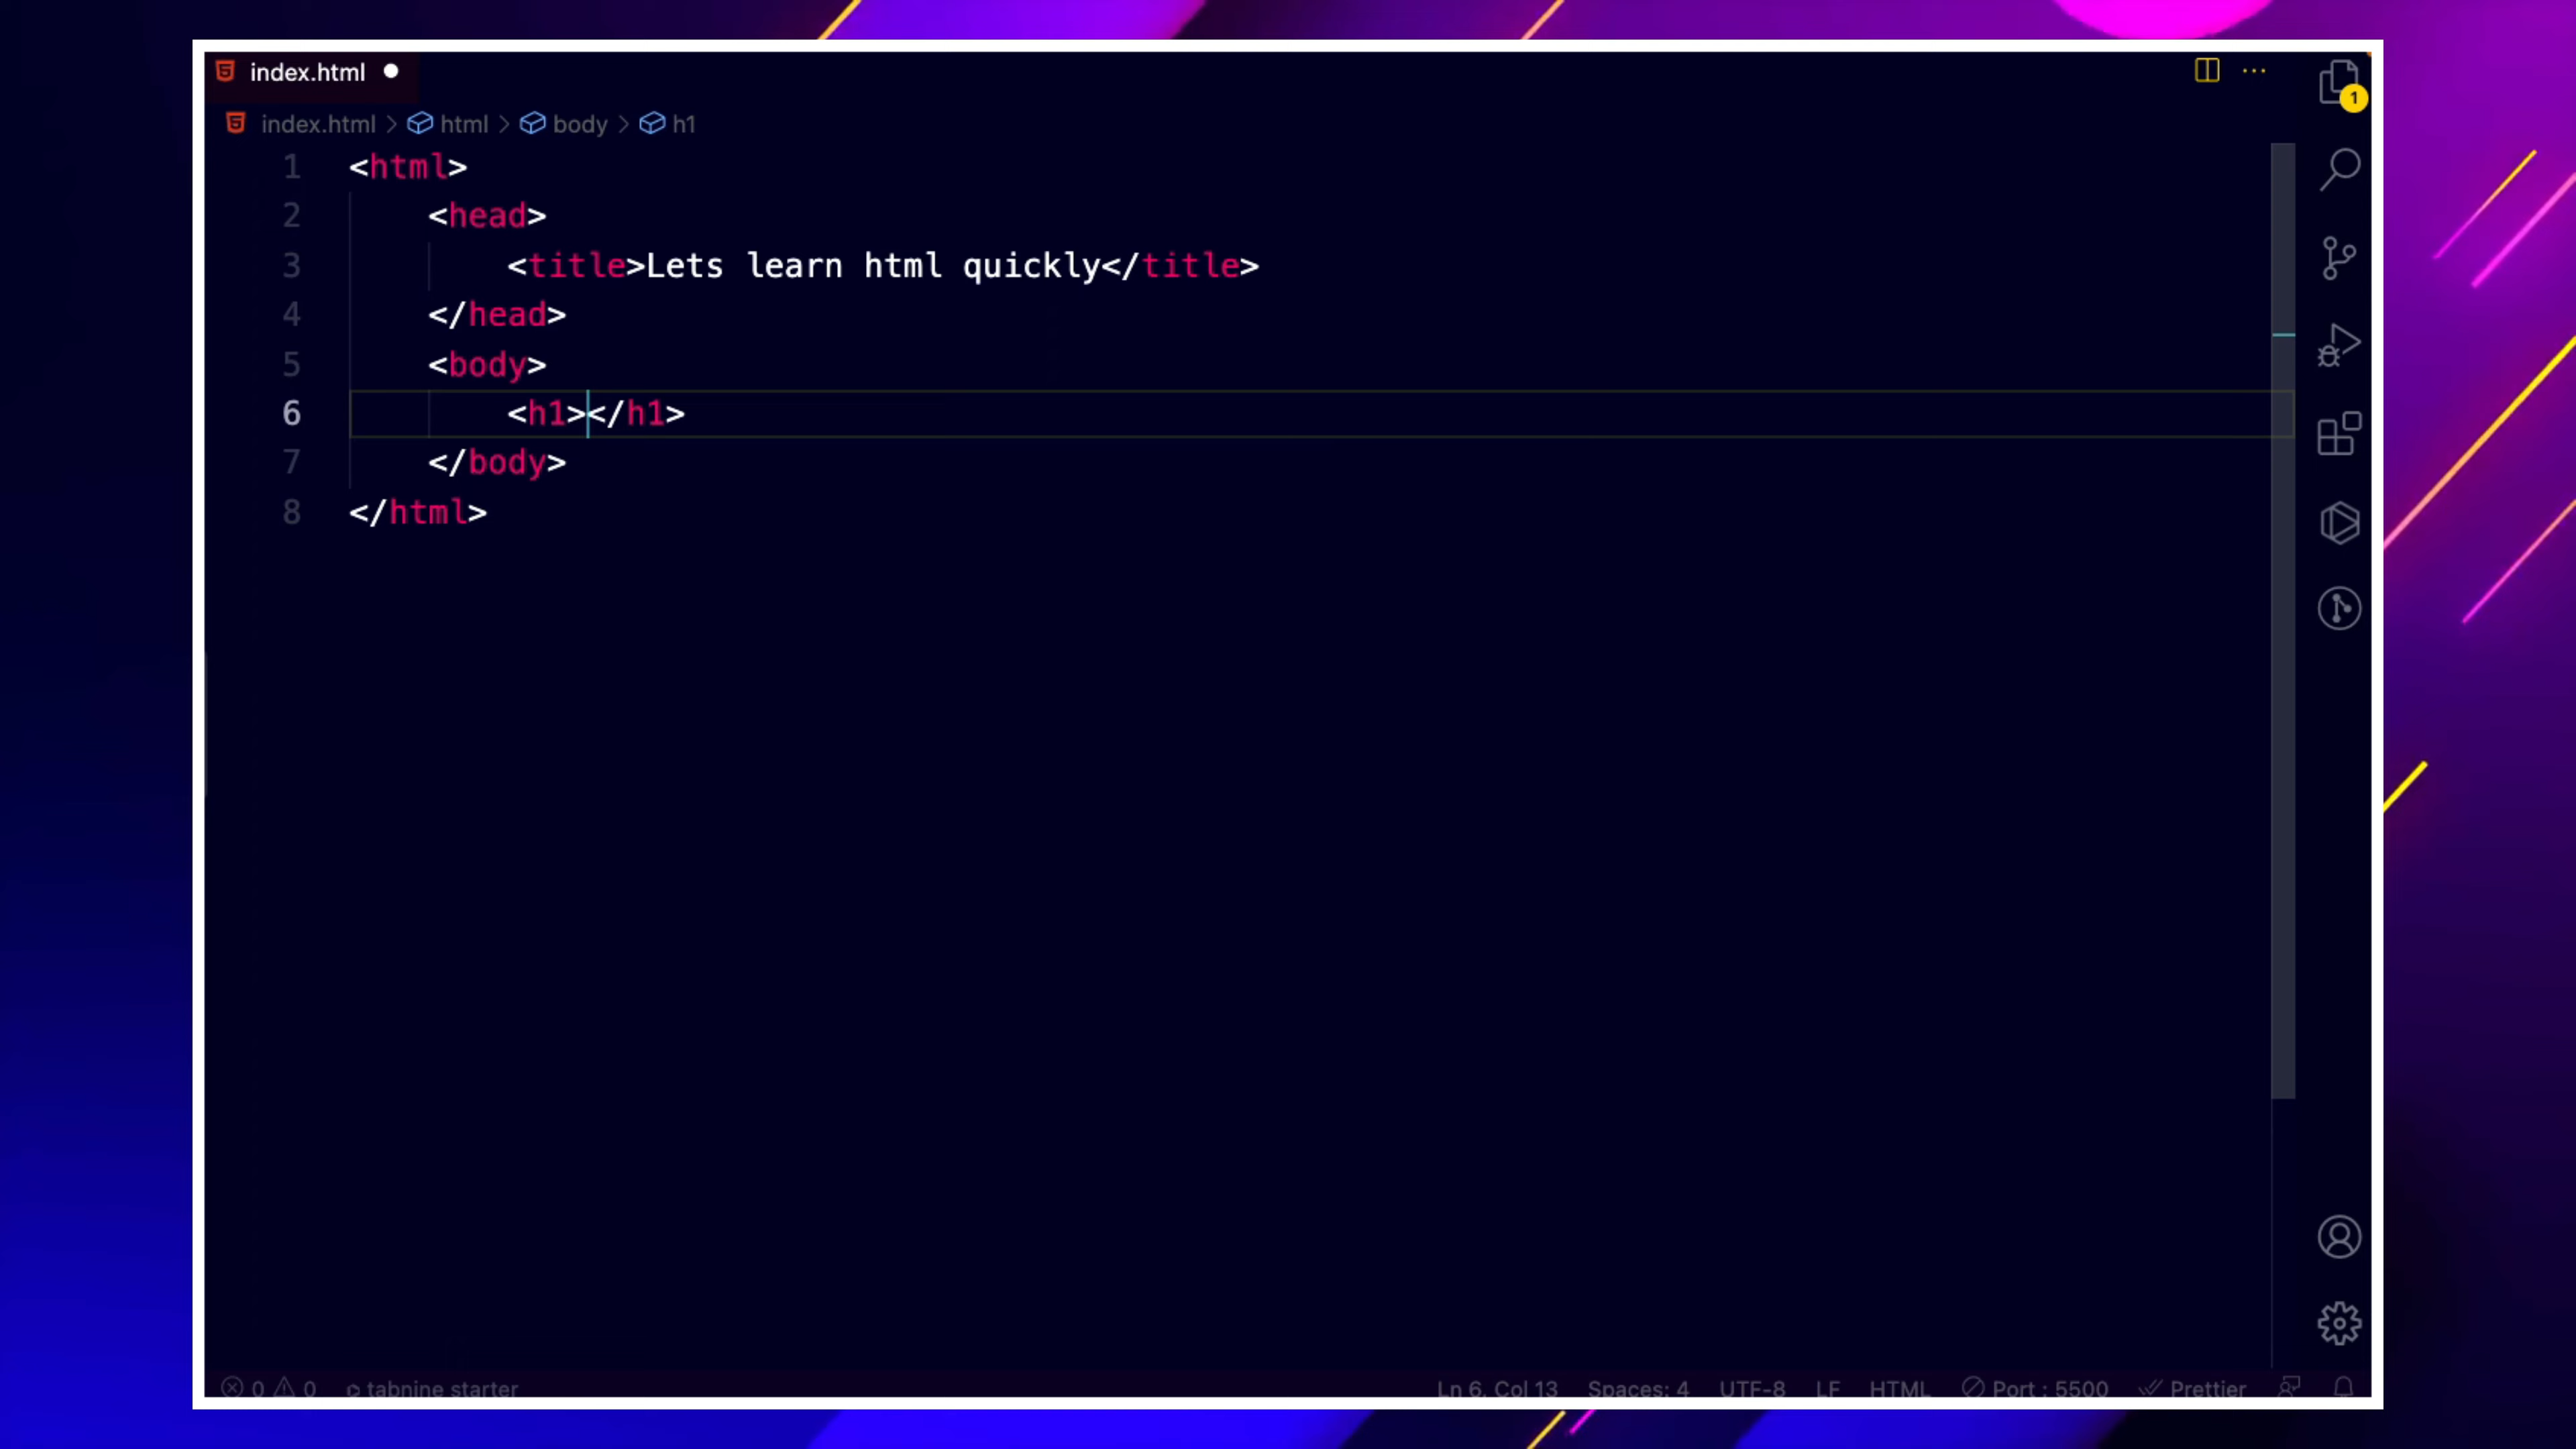 index.html
index.html > html > body > h1
1 <html>
2 <head>
3 <title>Lets learn html quickly</title>
4 </head>
5 <body>
6 <h1></h1>
7 </body>
8 </html>
1
0 0 tabnine starter Ln 6, Col 13 Spaces: 4 UTF-8 LF HTML Port : 5500 Prettier